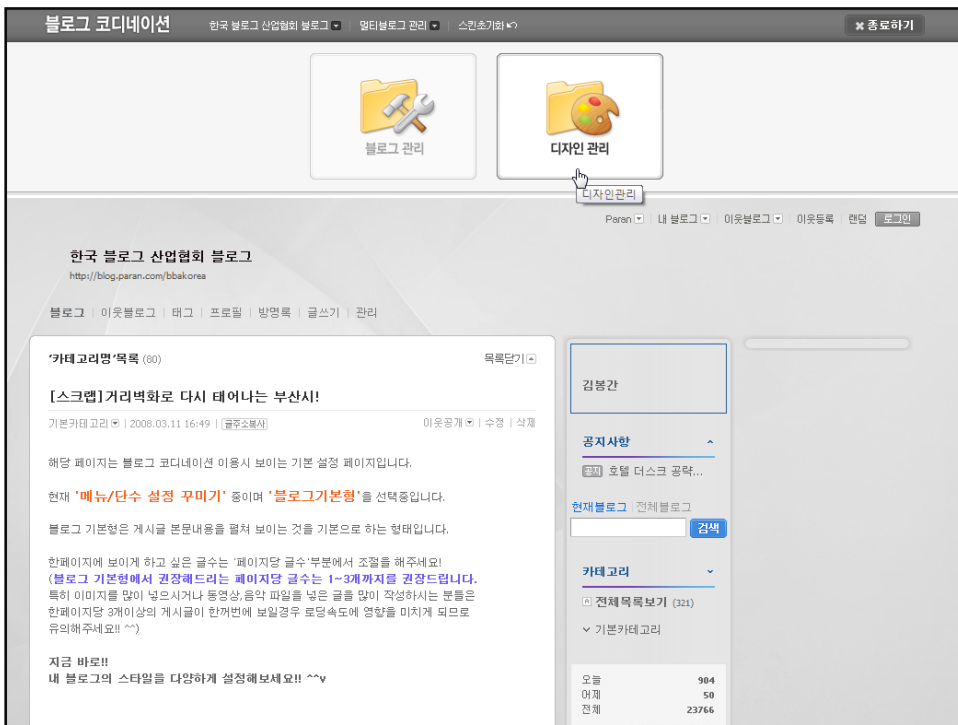 블로그 코디네이션 한국 블로그 산업협회 블로그 멀티블로그 관리 스킨초기화 종료하기
블로그 관리 디자인 관리
디자인관리
Paran 내 블로그 이웃블로그 이웃등록 랜덤 로그인
한국 블로그 산업협회 블로그
http://blog.paran.com/bbakorea
블로그 | 이웃블로그 | 태그 | 프로필 | 방명록 | 글쓰기 | 관리
'카테고리명'목록 (80) 목록닫기
[스크랩]거리벽화로 다시 태어나는 부산시!
기본카테고리 | 2008.03.11 16:49 | 글주소복사 이웃공개 | 수정 | 삭제
해당 페이지는 블로그 코디네이션 이용시 보이는 기본 설정 페이지입니다.
현재 '메뉴/단수 설정 꾸미기' 중이며 '블로그기본형'을 선택중입니다.
블로그 기본형은 게시글 본문내용을 펼쳐 보이는 것을 기본으로 하는 형태입니다.
한페이지에 보이게 하고 싶은 글수는 '페이지당 글수'부분에서 조절을 해주세요!
(블로그 기본형에서 권장해드리는 페이지당 글수는 1~3개까지를 권장드립니다.
특히 이미지를 많이 넣으시거나 동영상,음악 파일을 넣은 글을 많이 작성하시는 분들은
한페이지당 3개이상의 게시글이 한꺼번에 보일경우 로딩속도에 영향을 미치게 되므로
유의해주세요!! ^^)
지금 바로!!
내 블로그의 스타일을 다양하게 설정해보세요!! ^^v
김봉간
공지사항
공지 호텔 더스크 공략...
현재블로그 | 전체블로그
검색
카테고리
전체목록보기 (321)
기본카테고리
오늘 904
어제 50
전체 23766